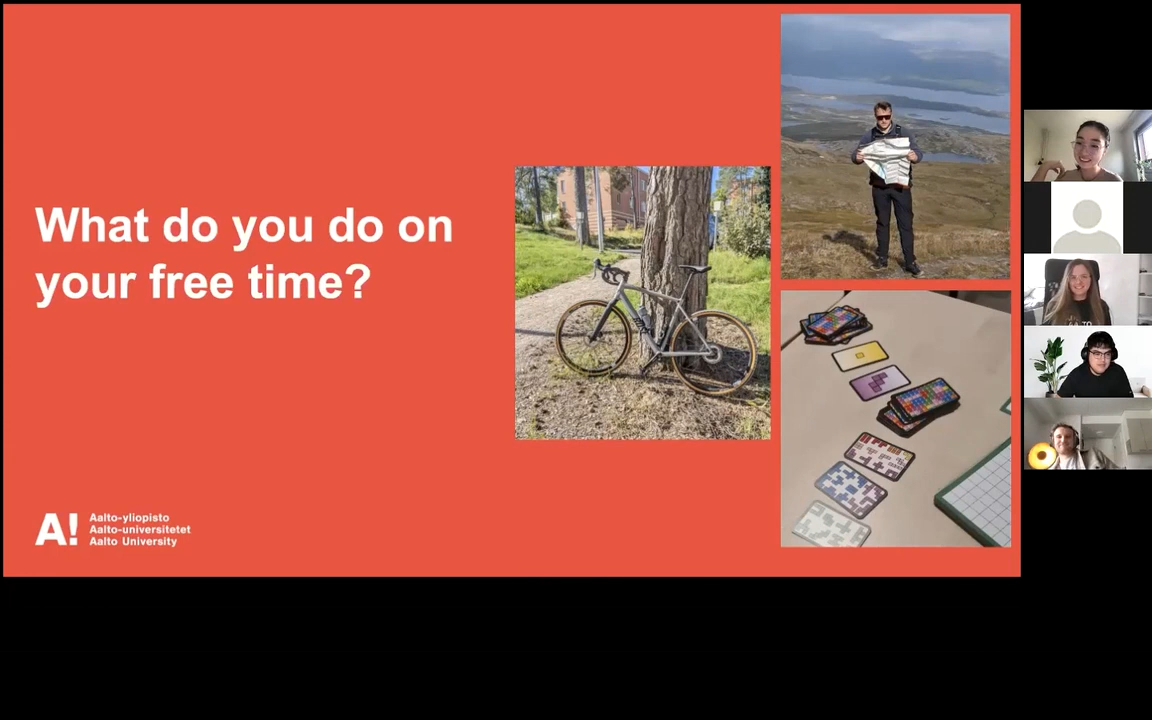 What do you do on
your free time?
A! Aalto-yliopisto
Aalto-universitetet
Aalto University